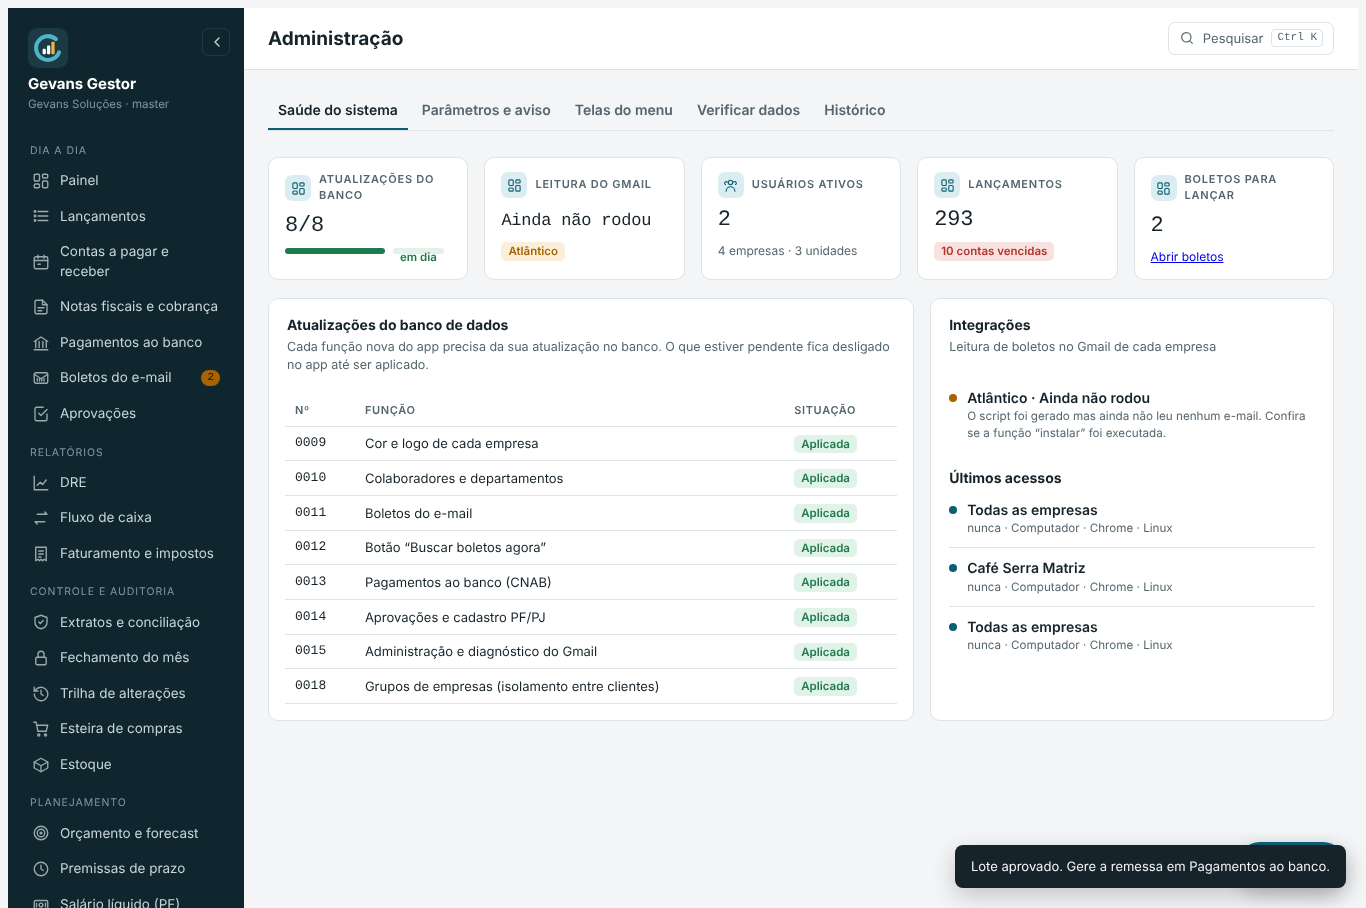 Gevans Gestor
Gevans Soluções · master
DIA A DIA
Painel
Lançamentos
Contas a pagar e
receber
Notas fiscais e cobrança
Pagamentos ao banco
Boletos do e-mail 2
Aprovações
RELATÓRIOS
DRE
Fluxo de caixa
Faturamento e impostos
CONTROLE E AUDITORIA
Extratos e conciliação
Fechamento do mês
Trilha de alterações
Esteira de compras
Estoque
PLANEJAMENTO
Orçamento e forecast
Premissas de prazo
Salário líquido (PF)
Administração
Pesquisar Ctrl K
Saúde do sistema Parâmetros e aviso Telas do menu Verificar dados Histórico
ATUALIZAÇÕES DO
BANCO
8/8
em dia
LEITURA DO GMAIL
Ainda não rodou
Atlântico
USUÁRIOS ATIVOS
2
4 empresas · 3 unidades
LANÇAMENTOS
293
10 contas vencidas
BOLETOS PARA
LANÇAR
2
Abrir boletos
Atualizações do banco de dados
Cada função nova do app precisa da sua atualização no banco. O que estiver pendente fica desligado
no app até ser aplicado.
Nº FUNÇÃO SITUAÇÃO
0009 Cor e logo de cada empresa Aplicada
0010 Colaboradores e departamentos Aplicada
0011 Boletos do e-mail Aplicada
0012 Botão “Buscar boletos agora” Aplicada
0013 Pagamentos ao banco (CNAB) Aplicada
0014 Aprovações e cadastro PF/PJ Aplicada
0015 Administração e diagnóstico do Gmail Aplicada
0018 Grupos de empresas (isolamento entre clientes) Aplicada
Integrações
Leitura de boletos no Gmail de cada empresa
Atlântico · Ainda não rodou
O script foi gerado mas ainda não leu nenhum e-mail. Confira
se a função “instalar” foi executada.
Últimos acessos
Todas as empresas
nunca · Computador · Chrome · Linux
Café Serra Matriz
nunca · Computador · Chrome · Linux
Todas as empresas
nunca · Computador · Chrome · Linux
Lote aprovado. Gere a remessa em Pagamentos ao banco.